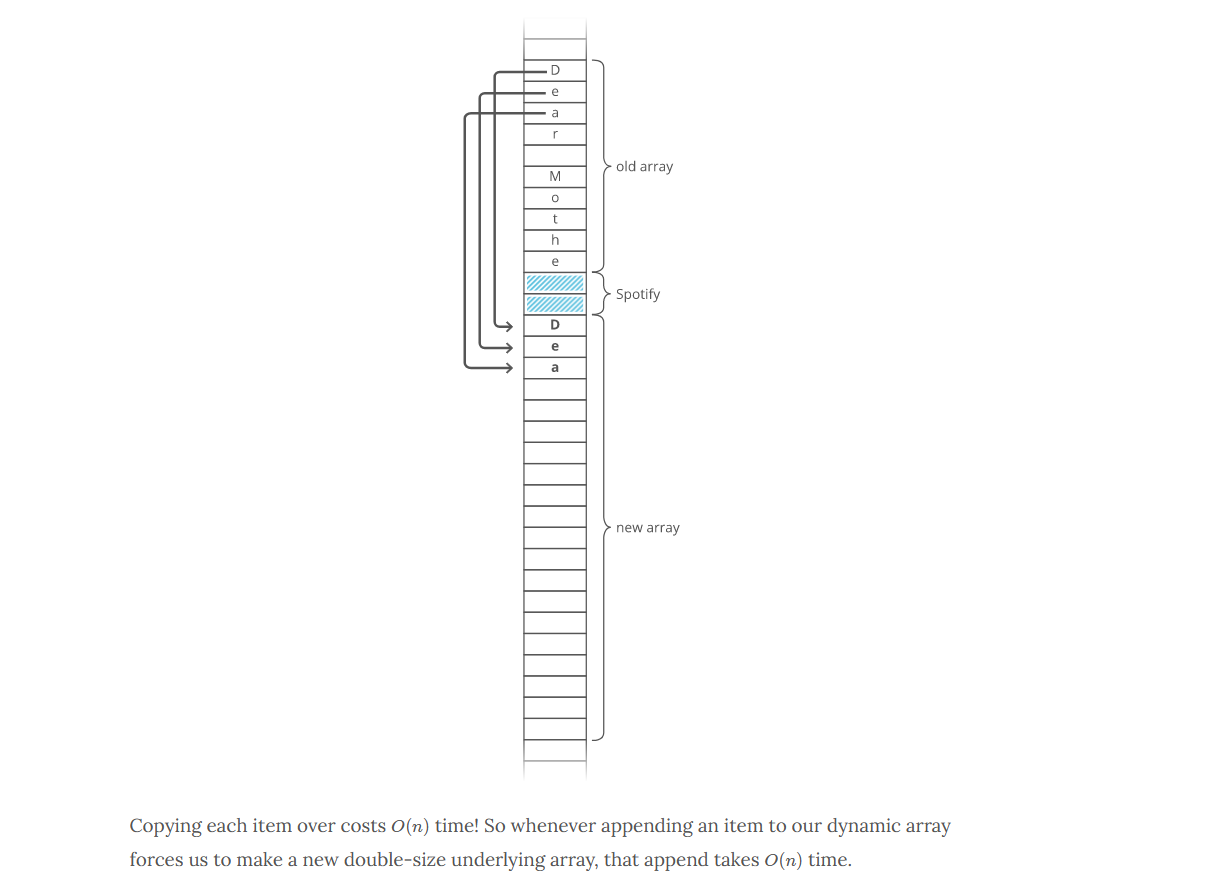 D
e
a
r
old array
M
o
t
h
e
Spotify
D
e
a
new array
Copying each item over costs O(n) time! So whenever appending an item to our dynamic array
forces us to make a new double-size underlying array, that append takes O(n) time.